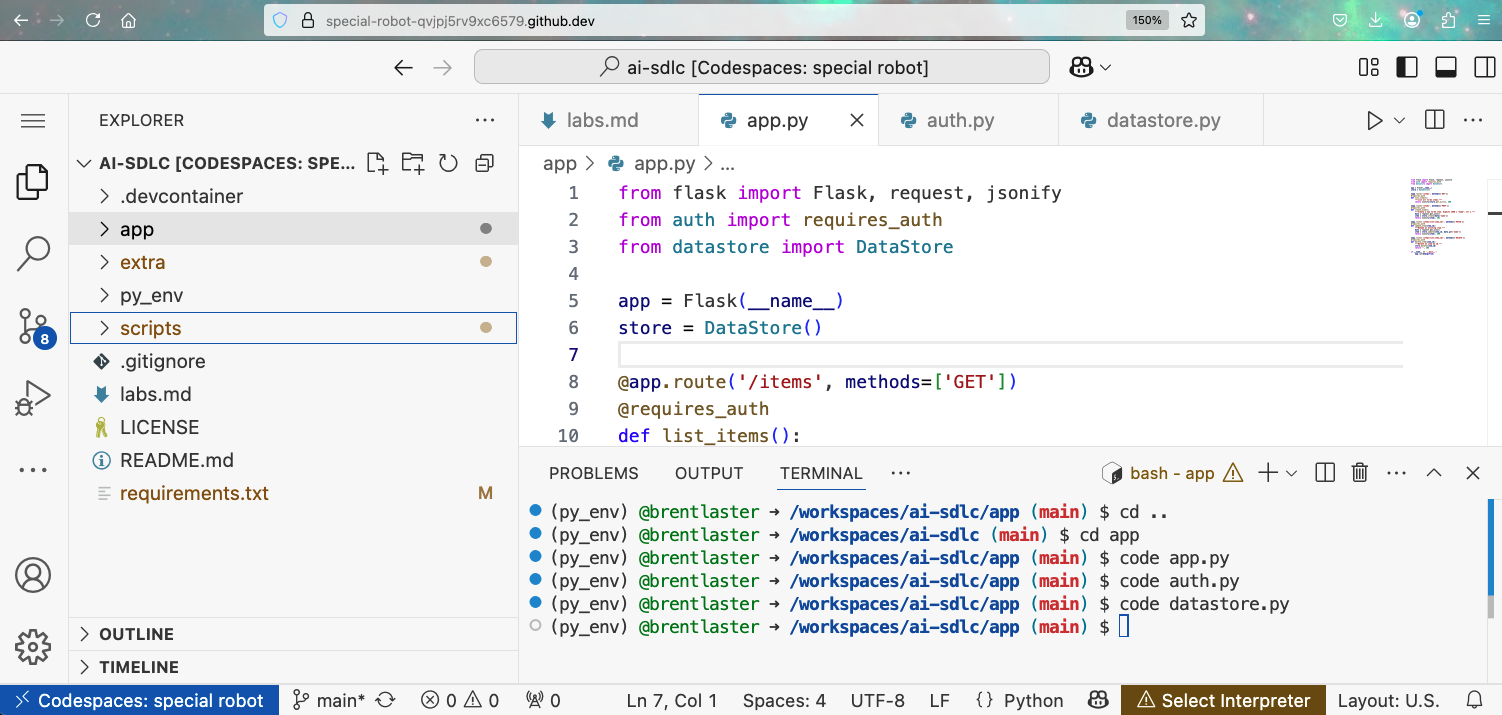 special-robot-qvjpj5rv9xc6579.github.dev
150%
ai-sdlc [Codespaces: special robot]
EXPLORER
AI-SDLC [CODESPACES: SPE...
.devcontainer
app
extra
py_env
scripts
.gitignore
labs.md
LICENSE
README.md
requirements.txt M
8
OUTLINE
TIMELINE
labs.md app.py auth.py datastore.py
app > app.py > ...
1 from flask import Flask, request, jsonify
2 from auth import requires_auth
3 from datastore import DataStore
4
5 app = Flask(__name__)
6 store = DataStore()
7
8 @app.route('/items', methods=['GET'])
9 @requires_auth
10 def list_items():
PROBLEMS OUTPUT TERMINAL ... bash - app
(py_env) @brentlaster → /workspaces/ai-sdlc/app (main) $ cd ..
(py_env) @brentlaster → /workspaces/ai-sdlc (main) $ cd app
(py_env) @brentlaster → /workspaces/ai-sdlc/app (main) $ code app.py
(py_env) @brentlaster → /workspaces/ai-sdlc/app (main) $ code auth.py
(py_env) @brentlaster → /workspaces/ai-sdlc/app (main) $ code datastore.py
(py_env) @brentlaster → /workspaces/ai-sdlc/app (main) $
Codespaces: special robot main* 0 0 0 Ln 7, Col 1 Spaces: 4 UTF-8 LF {} Python Select Interpreter Layout: U.S.